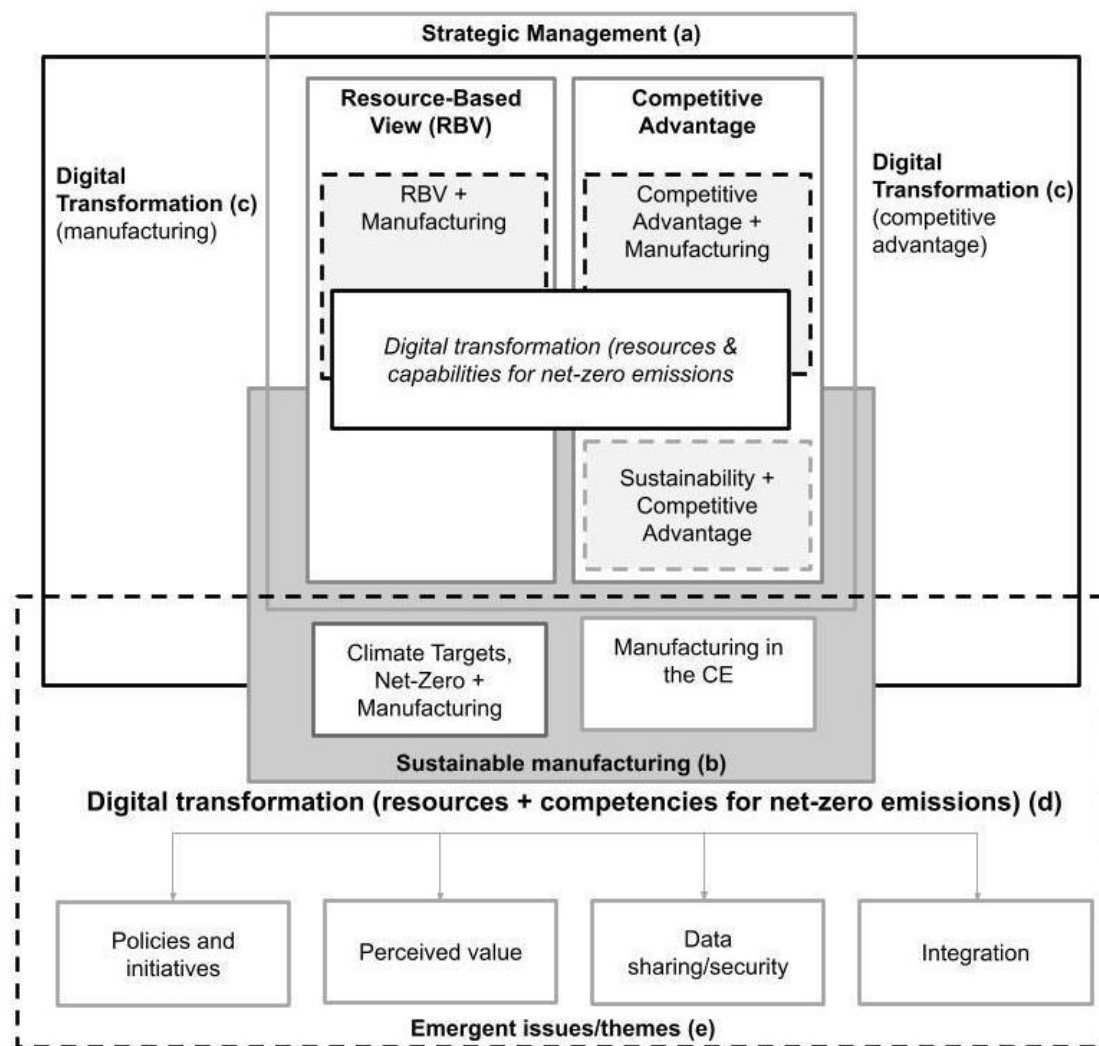 Strategic Management (a)
Resource-Based
View (RBV)
Competitive
Advantage
Digital
Transformation (c)
(manufacturing)
RBV +
Manufacturing
Competitive
Advantage +
Manufacturing
Digital
Transformation (c)
(competitive
advantage)
Digital transformation (resources &
capabilities for net-zero emissions
Sustainability +
Competitive
Advantage
Climate Targets,
Net-Zero +
Manufacturing
Manufacturing in
the CE
Sustainable manufacturing (b)
Digital transformation (resources + competencies for net-zero emissions) (d)
Policies and
initiatives
Perceived value
Data
sharing/security
Integration
Emergent issues/themes (e)